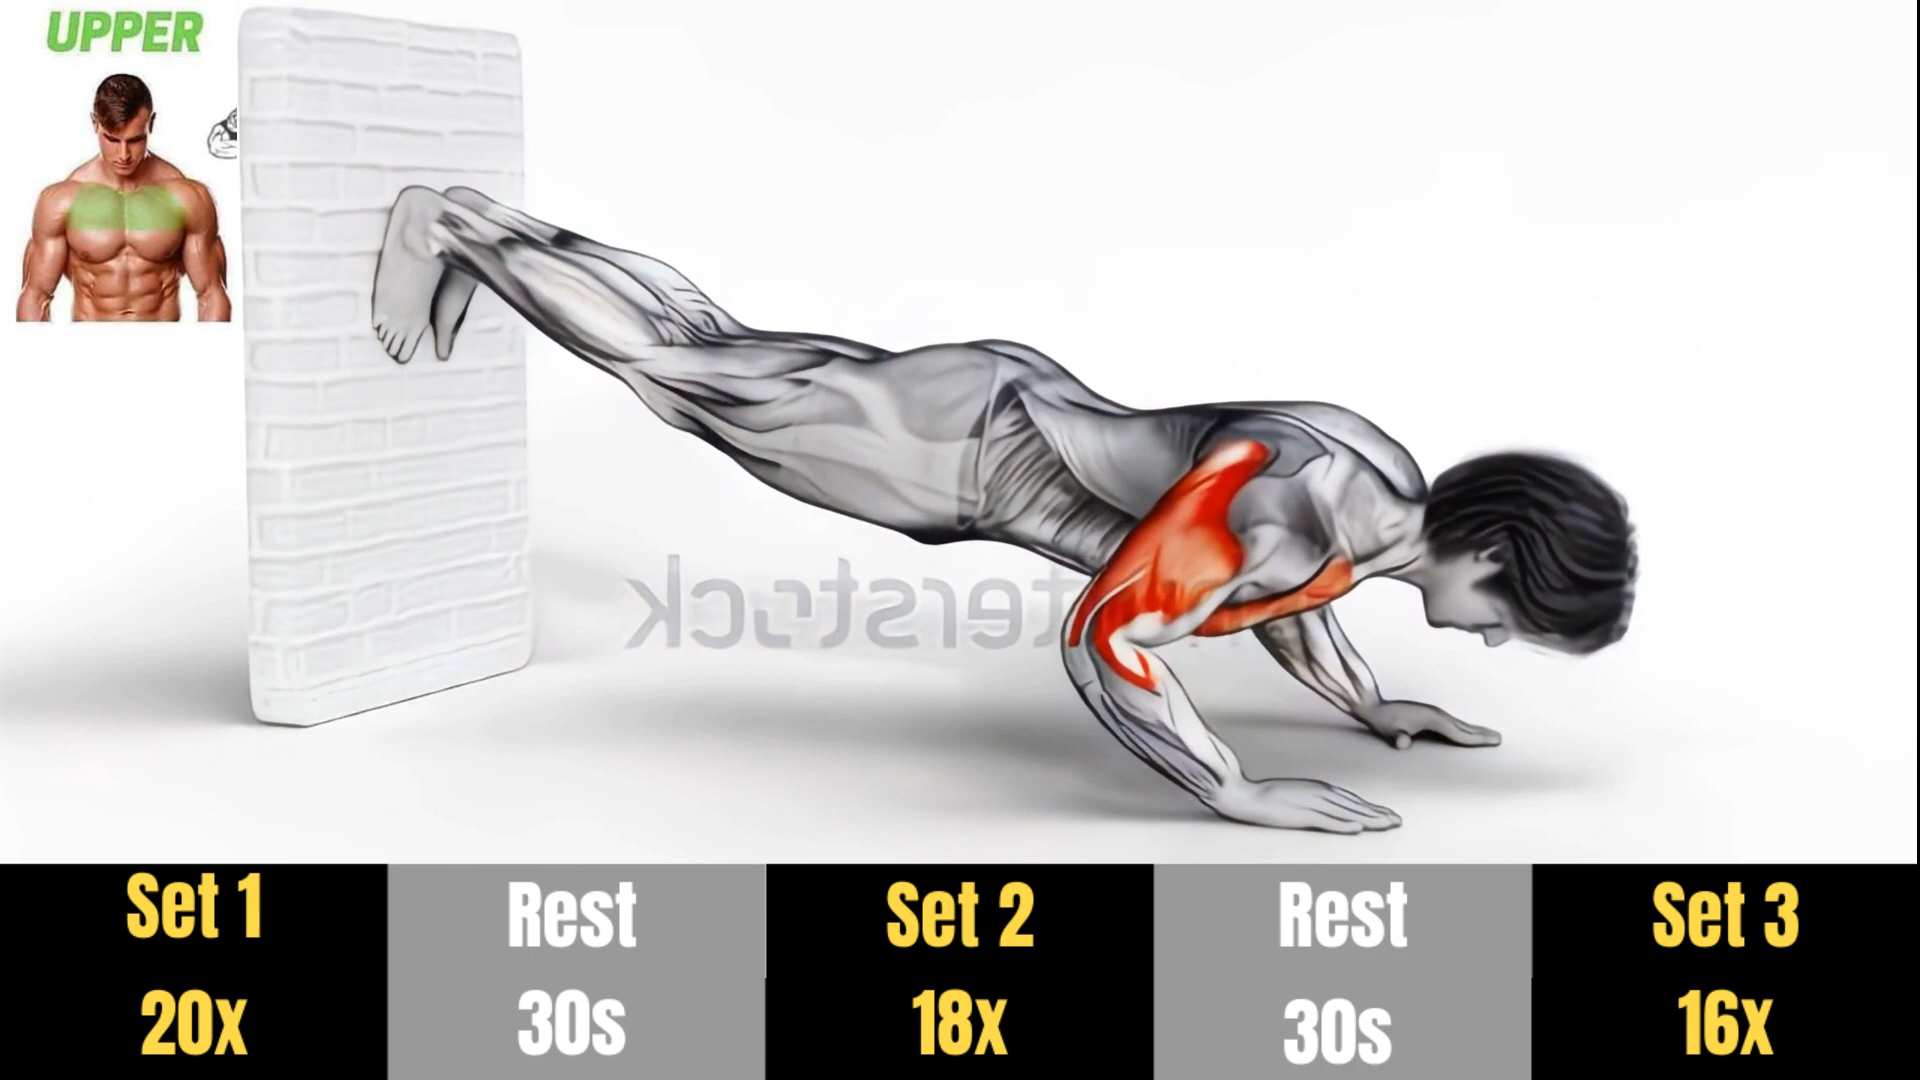 UPPER
Set 1
20x
Rest
30s
Set 2
18x
Rest
30s
Set 3
16x